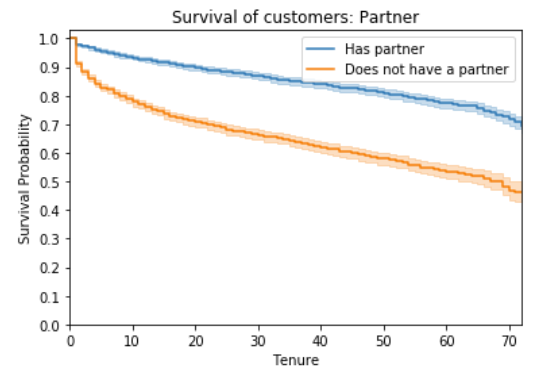 Survival of customers: Partner
Has partner
Does not have a partner
Survival Probability
1.0
0.9
0.8
0.7
0.6
0.5
0.4
0.3
0.2
0.1
0.0
0 10 20 30 40 50 60 70
Tenure